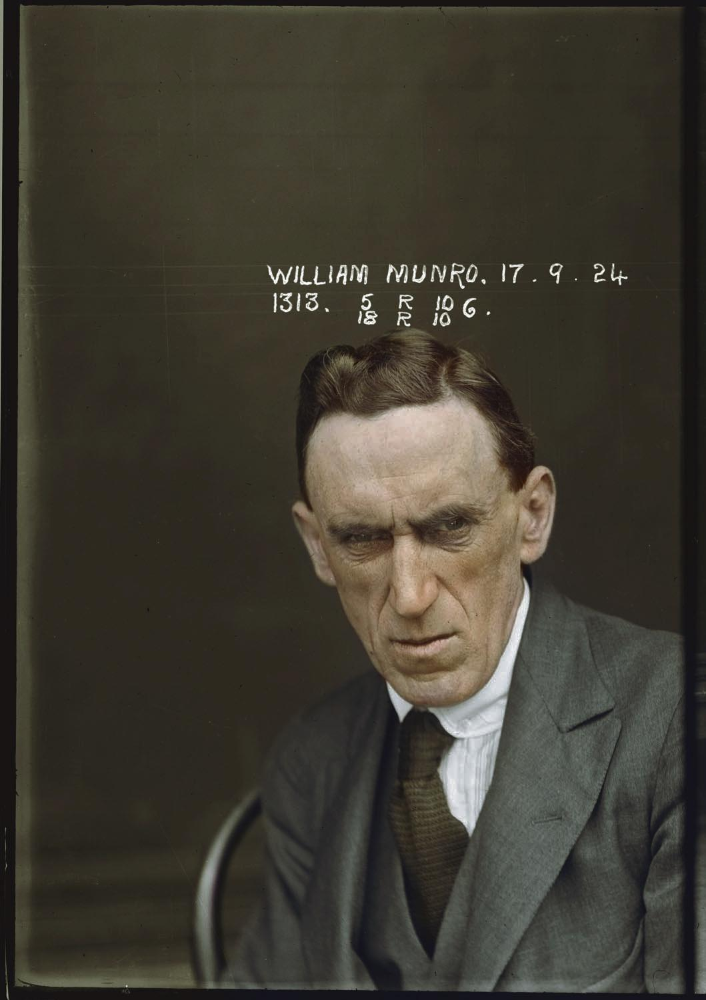 WILLIAM MUNRO. 17. 9. 24
1313. 5 R 10 6.
18 R 10